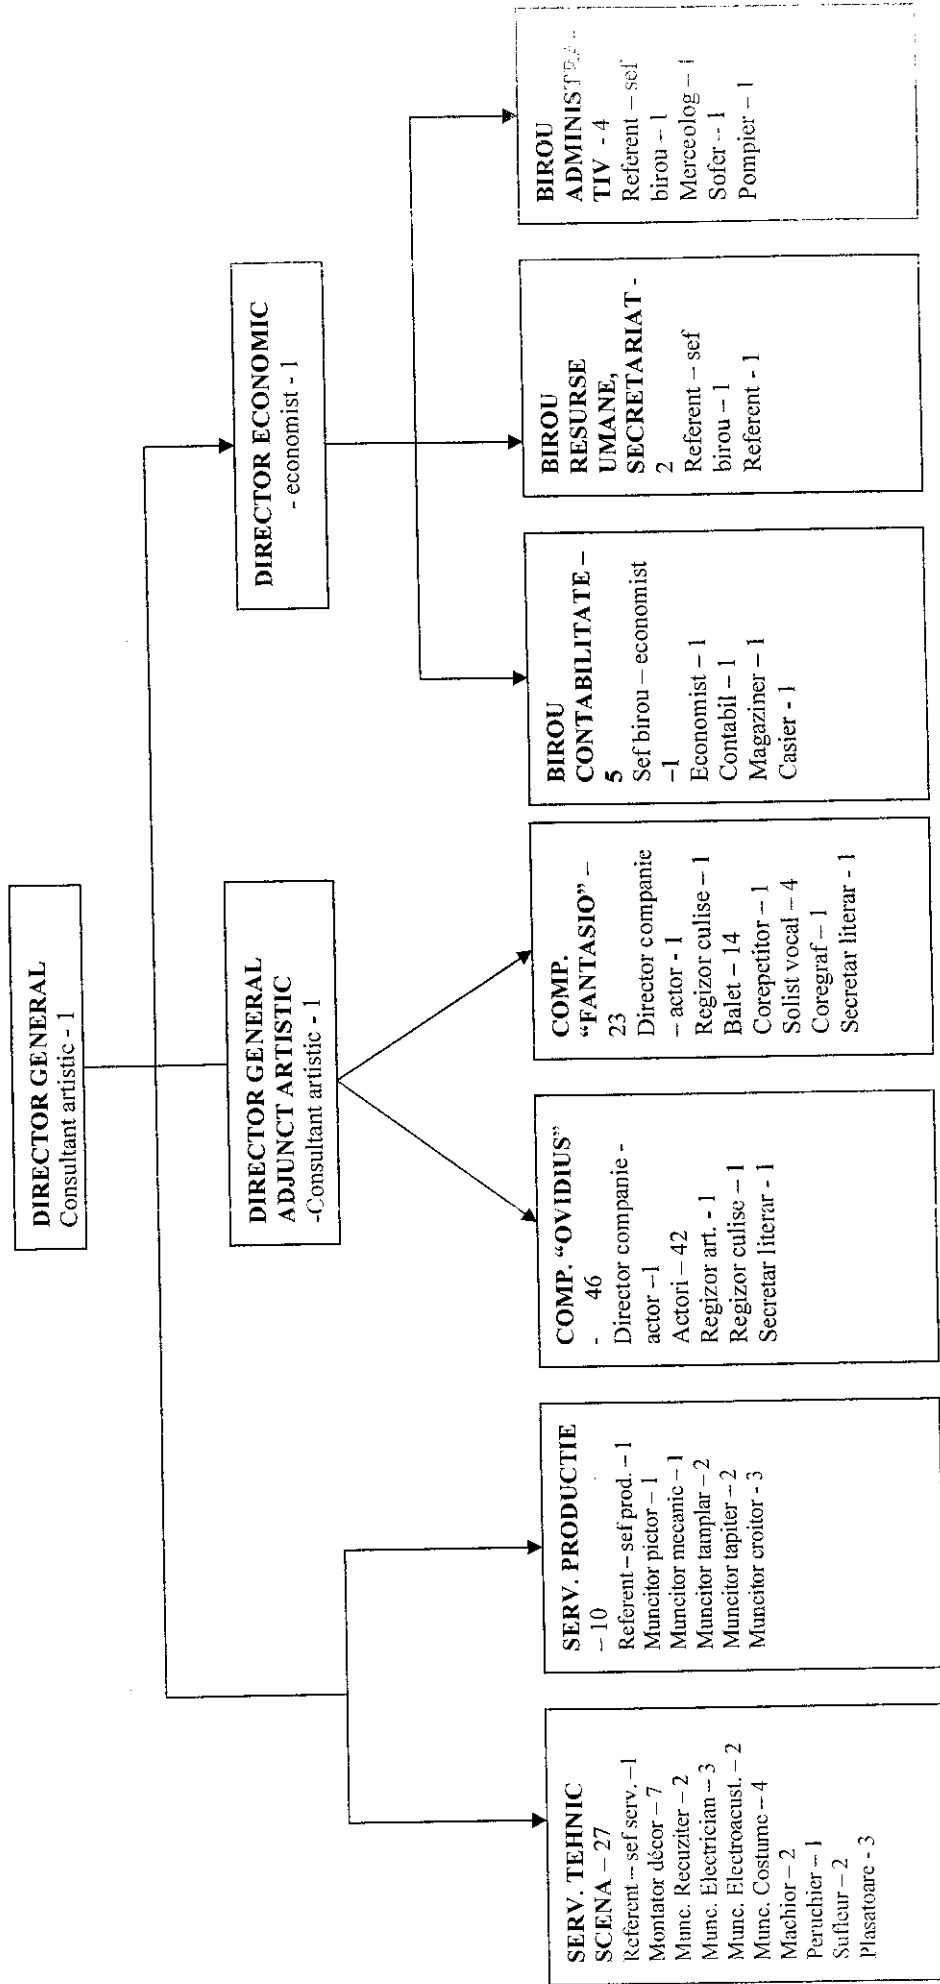 DIRECTOR GENERAL
Consultant artistic - 1
DIRECTOR GENERAL
ADJUNCT ARTISTIC
-Consultant artistic - 1
DIRECTOR ECONOMIC
- economist - 1
SERV. TEHNIC
SCENA – 27
Referent – sef serv. –1
Montator décor – 7
Munc. Recuziter – 2
Munc. Electrician – 3
Munc. Electroacust. – 2
Munc. Costume – 4
Machior – 2
Peruchier – 1
Sufleur – 2
Plasatoare - 3
SERV. PRODUCTIE
– 10
Referent – sef prod. – 1
Muncitor pictor – 1
Muncitor mecanic – 1
Muncitor tamplar – 2
Muncitor tapiter – 2
Muncitor croitor - 3
COMP. “OVIDIUS”
- 46
Director companie -
actor –1
Actori – 42
Regizor art. - 1
Regizor culise – 1
Secretar literar - 1
COMP.
“FANTASIO” –
23
Director companie
– actor - 1
Regizor culise – 1
Balet – 14
Corepetitor – 1
Solist vocal – 4
Coregraf – 1
Secretar literar - 1
BIROU
CONTABILITATE –
5
Sef birou – economist
–1
Economist – 1
Contabil – 1
Magaziner – 1
Casier - 1
BIROU
RESURSE
UMANE,
SECRETARIAT -
2
Referent – sef
birou – 1
Referent - 1
BIROU
ADMINISTRA-
TIV - 4
Referent – sef
birou – 1
Merceolog – 1
Sofer – 1
Pompier – 1